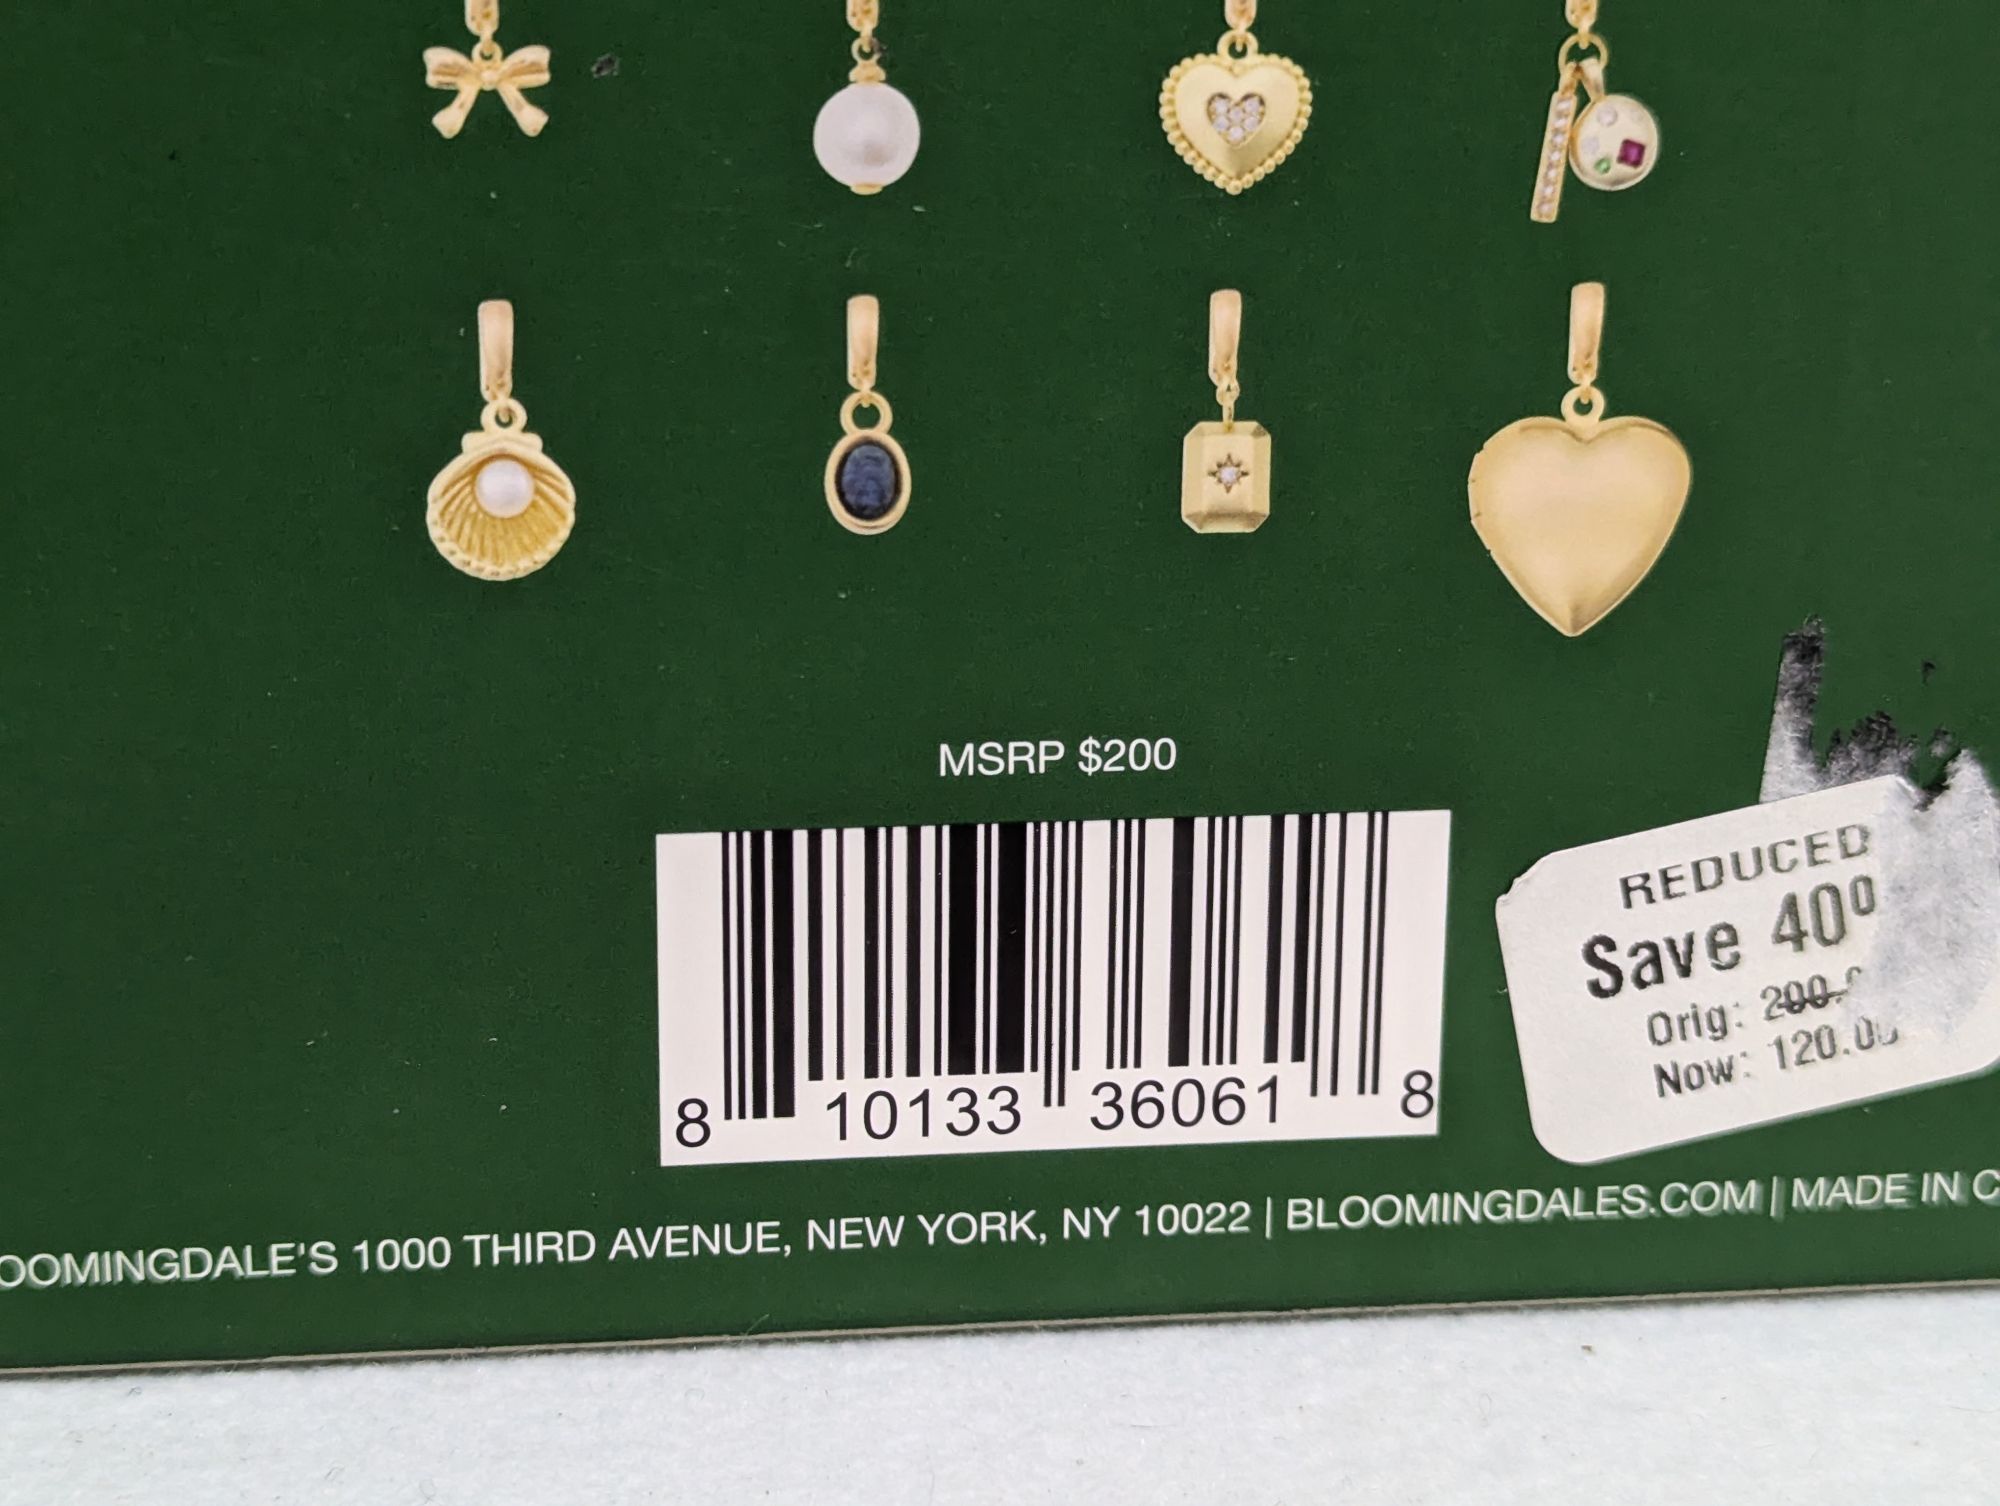 MSRP $200
8 10133 36061 8
REDUCED
Save 40
Orig: 200.
Now: 120.00
OOMINGDALE'S 1000 THIRD AVENUE, NEW YORK, NY 10022 | BLOOMINGDALES.COM | MADE IN C